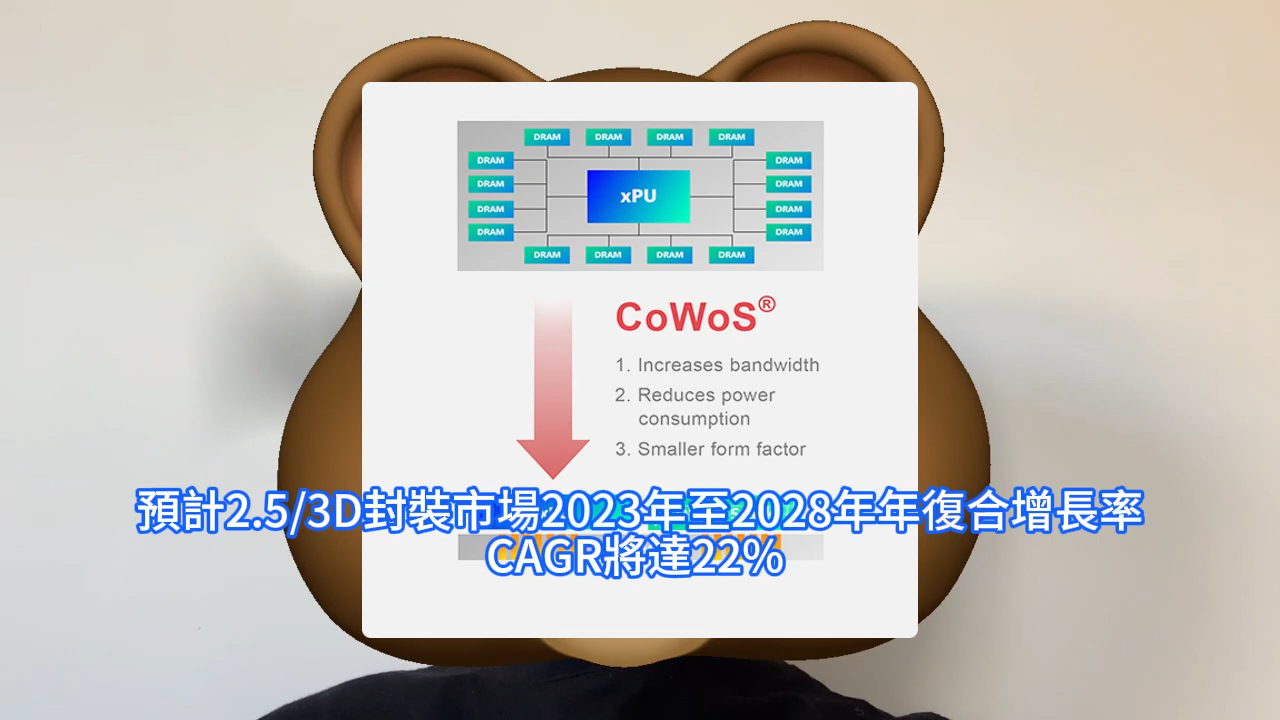 DRAM DRAM DRAM DRAM
DRAM DRAM
DRAM xPU DRAM
DRAM DRAM
DRAM DRAM
DRAM DRAM DRAM DRAM
CoWoS®
1. Increases bandwidth
2. Reduces power
consumption
3. Smaller form factor
預計2.5/3D封裝市場2023年至2028年年復合增長率
CAGR將達22%